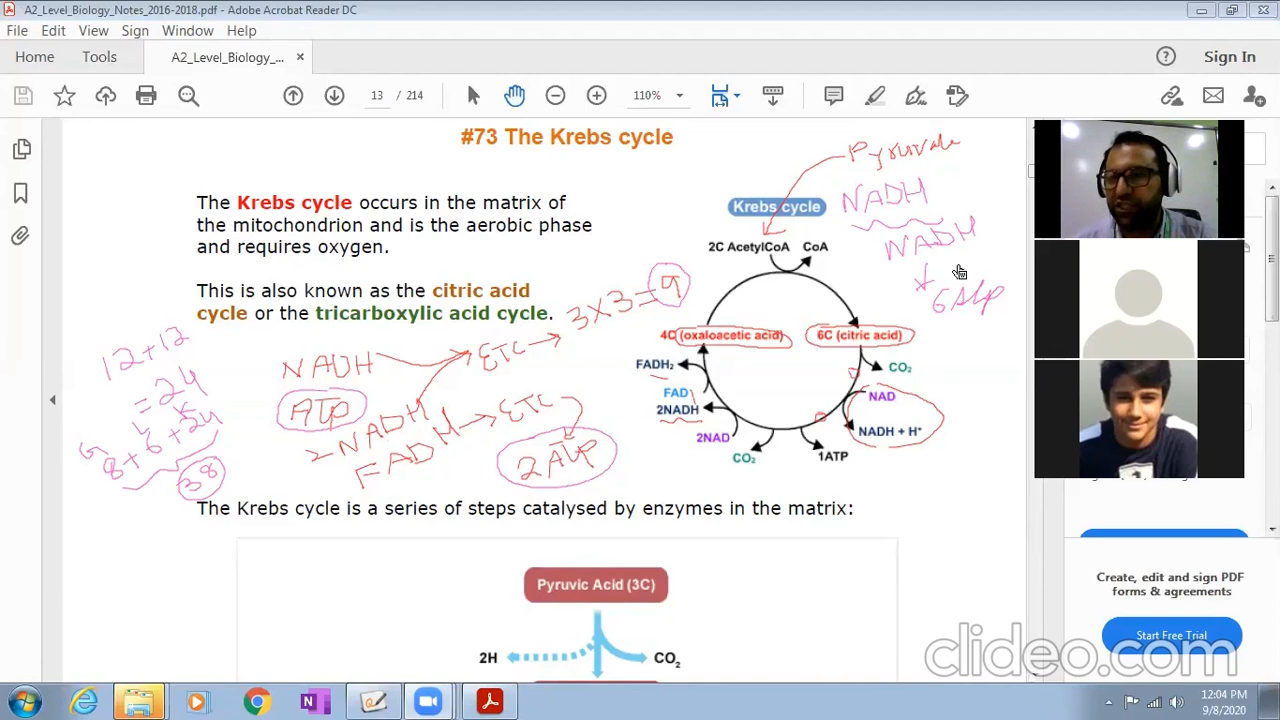 A2_Level_Biology_Notes_2016-2018.pdf - Adobe Acrobat Reader DC
File Edit View Sign Window Help
Home Tools A2_Level_Biology_... × Sign In
13 / 214 110%
#73 The Krebs cycle
The Krebs cycle occurs in the matrix of
the mitochondrion and is the aerobic phase
and requires oxygen.
This is also known as the citric acid
cycle or the tricarboxylic acid cycle.
Pyruvate
Krebs cycle
NADH
NADH
6 ATP
2C AcetylCoA CoA
4C (oxaloacetic acid) 6C (citric acid)
FADH₂
CO₂
FAD
NAD
2NADH
NADH + H⁺
2NAD
CO₂
1ATP
12+12
= 24
8+6+24
38
NADH ETC 3X3=9
ATP
2NADH
FADH ETC
2ATP
The Krebs cycle is a series of steps catalysed by enzymes in the matrix:
Pyruvic Acid (3C)
2H CO₂
Create, edit and sign PDF
forms & agreements
Start Free Trial
clideo.com
12:04 PM
9/8/2020